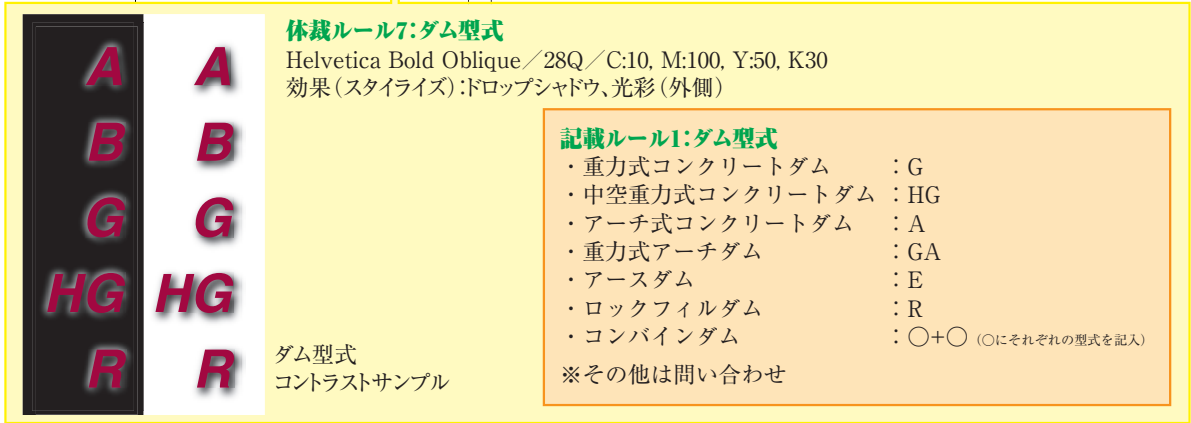 A A
B B
G G
HG HG
R R
体裁ルール7:ダム型式
Helvetica Bold Oblique／28Q／C:10, M:100, Y:50, K30
効果（スタイライズ）:ドロップシャドウ、光彩（外側）
ダム型式
コントラストサンプル
記載ルール1:ダム型式
・重力式コンクリートダム ：G
・中空重力式コンクリートダム ：HG
・アーチ式コンクリートダム ：A
・重力式アーチダム ：GA
・アースダム ：E
・ロックフィルダム ：R
・コンバインダム ：○+○（○にそれぞれの型式を記入）
※その他は問い合わせ